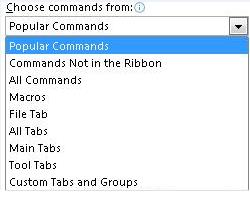 Choose commands from:
Popular Commands
Popular Commands
Commands Not in the Ribbon
All Commands
Macros
File Tab
All Tabs
Main Tabs
Tool Tabs
Custom Tabs and Groups